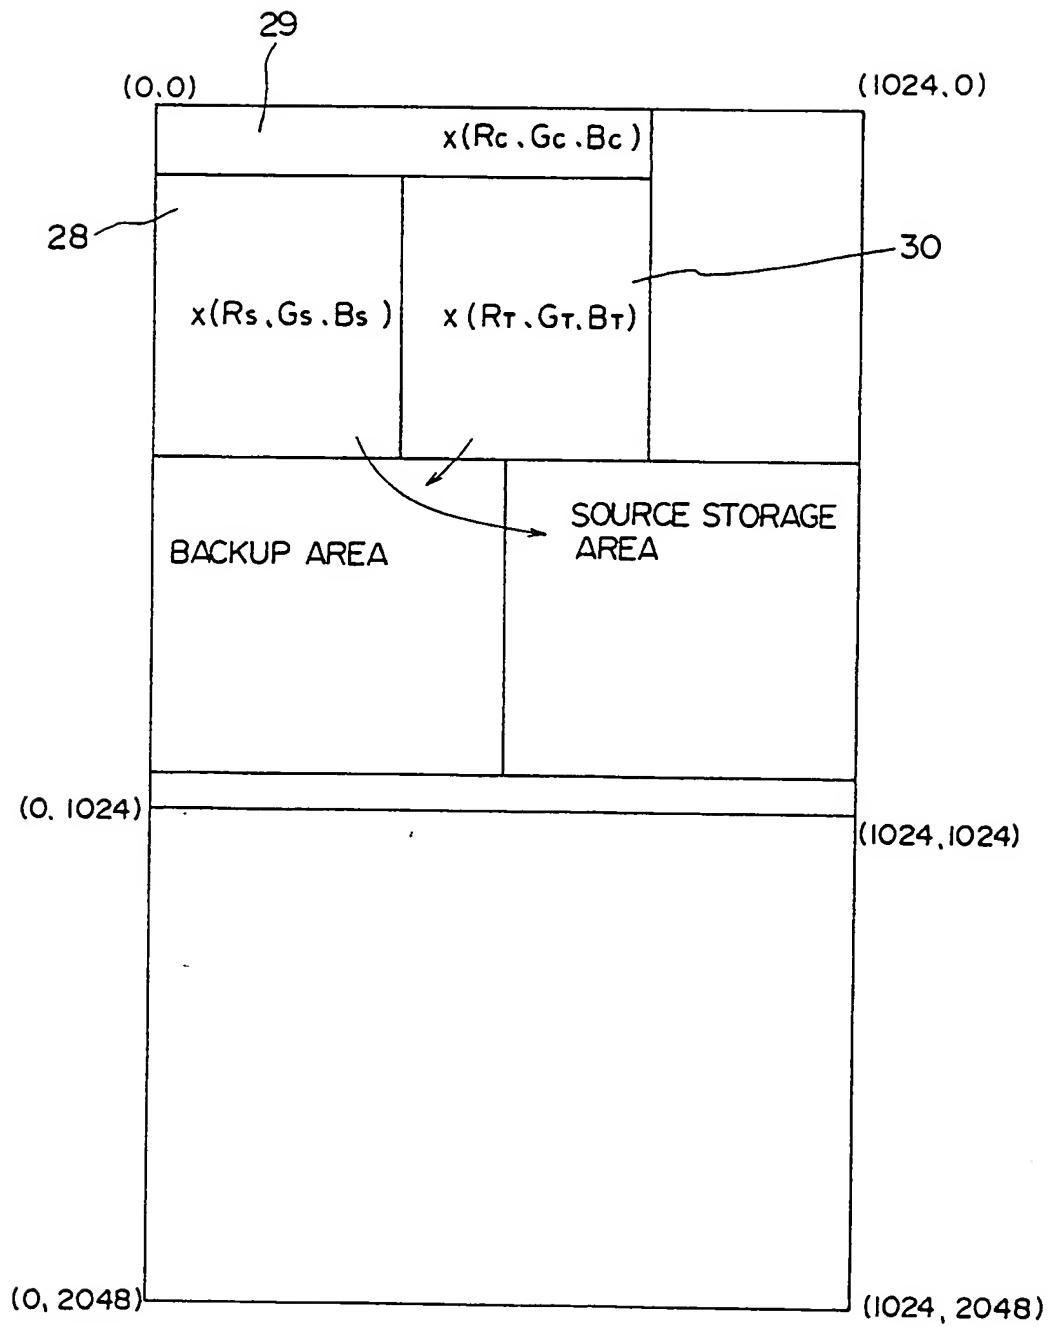 29
(0.0)
(1024.0)
x(Rc.Gc.Bc)
28
30
x(Rs.Gs.Bs)
x(RT.GT.BT)
SOURCE STORAGE
AREA
BACKUP AREA
(0. 1024)
(1024,1024)
(0, 2048)
(1024, 2048)